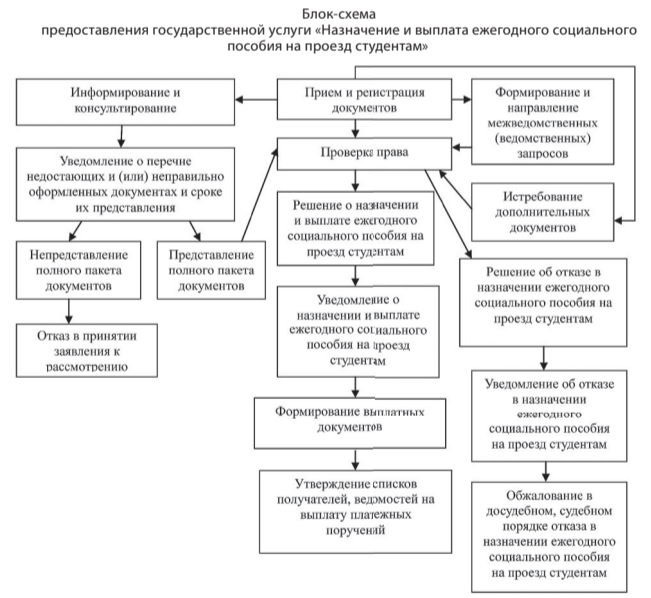 Блок-схема
предоставления государственной услуги «Назначение и выплата ежегодного социального
пособия на проезд студентам»
Информирование и
консультирование
Прием и регистрация
документов
Формирование и
направление
межведомственных
(ведомственных)
запросов
Проверка права
Уведомление о перечне
недостающих и (или) неправильно
оформленных документах и сроке
их представления
Решение о назначении
и выплате ежегодного
социального пособия на
проезд студентам
Истребование
дополнительных
документов
Непредставление
полного пакета
документов
Представление
полного пакета
документов
Решение об отказе в
назначении ежегодного
социального пособия на
проезд студентам
Отказ в принятии
заявления к
рассмотрению
Уведомление о
назначении и выплате
ежегодного социального
пособия на проезд
студентам
Уведомление об отказе
в назначении
ежегодного
социального пособия
на проезд студентам
Формирование выплатных
документов
Утверждение списков
получателей, ведомостей на
выплату платежных
поручений
Обжалование в
досудебном, судебном
порядке отказа в
назначении ежегодного
социального пособия
на проезд студентам